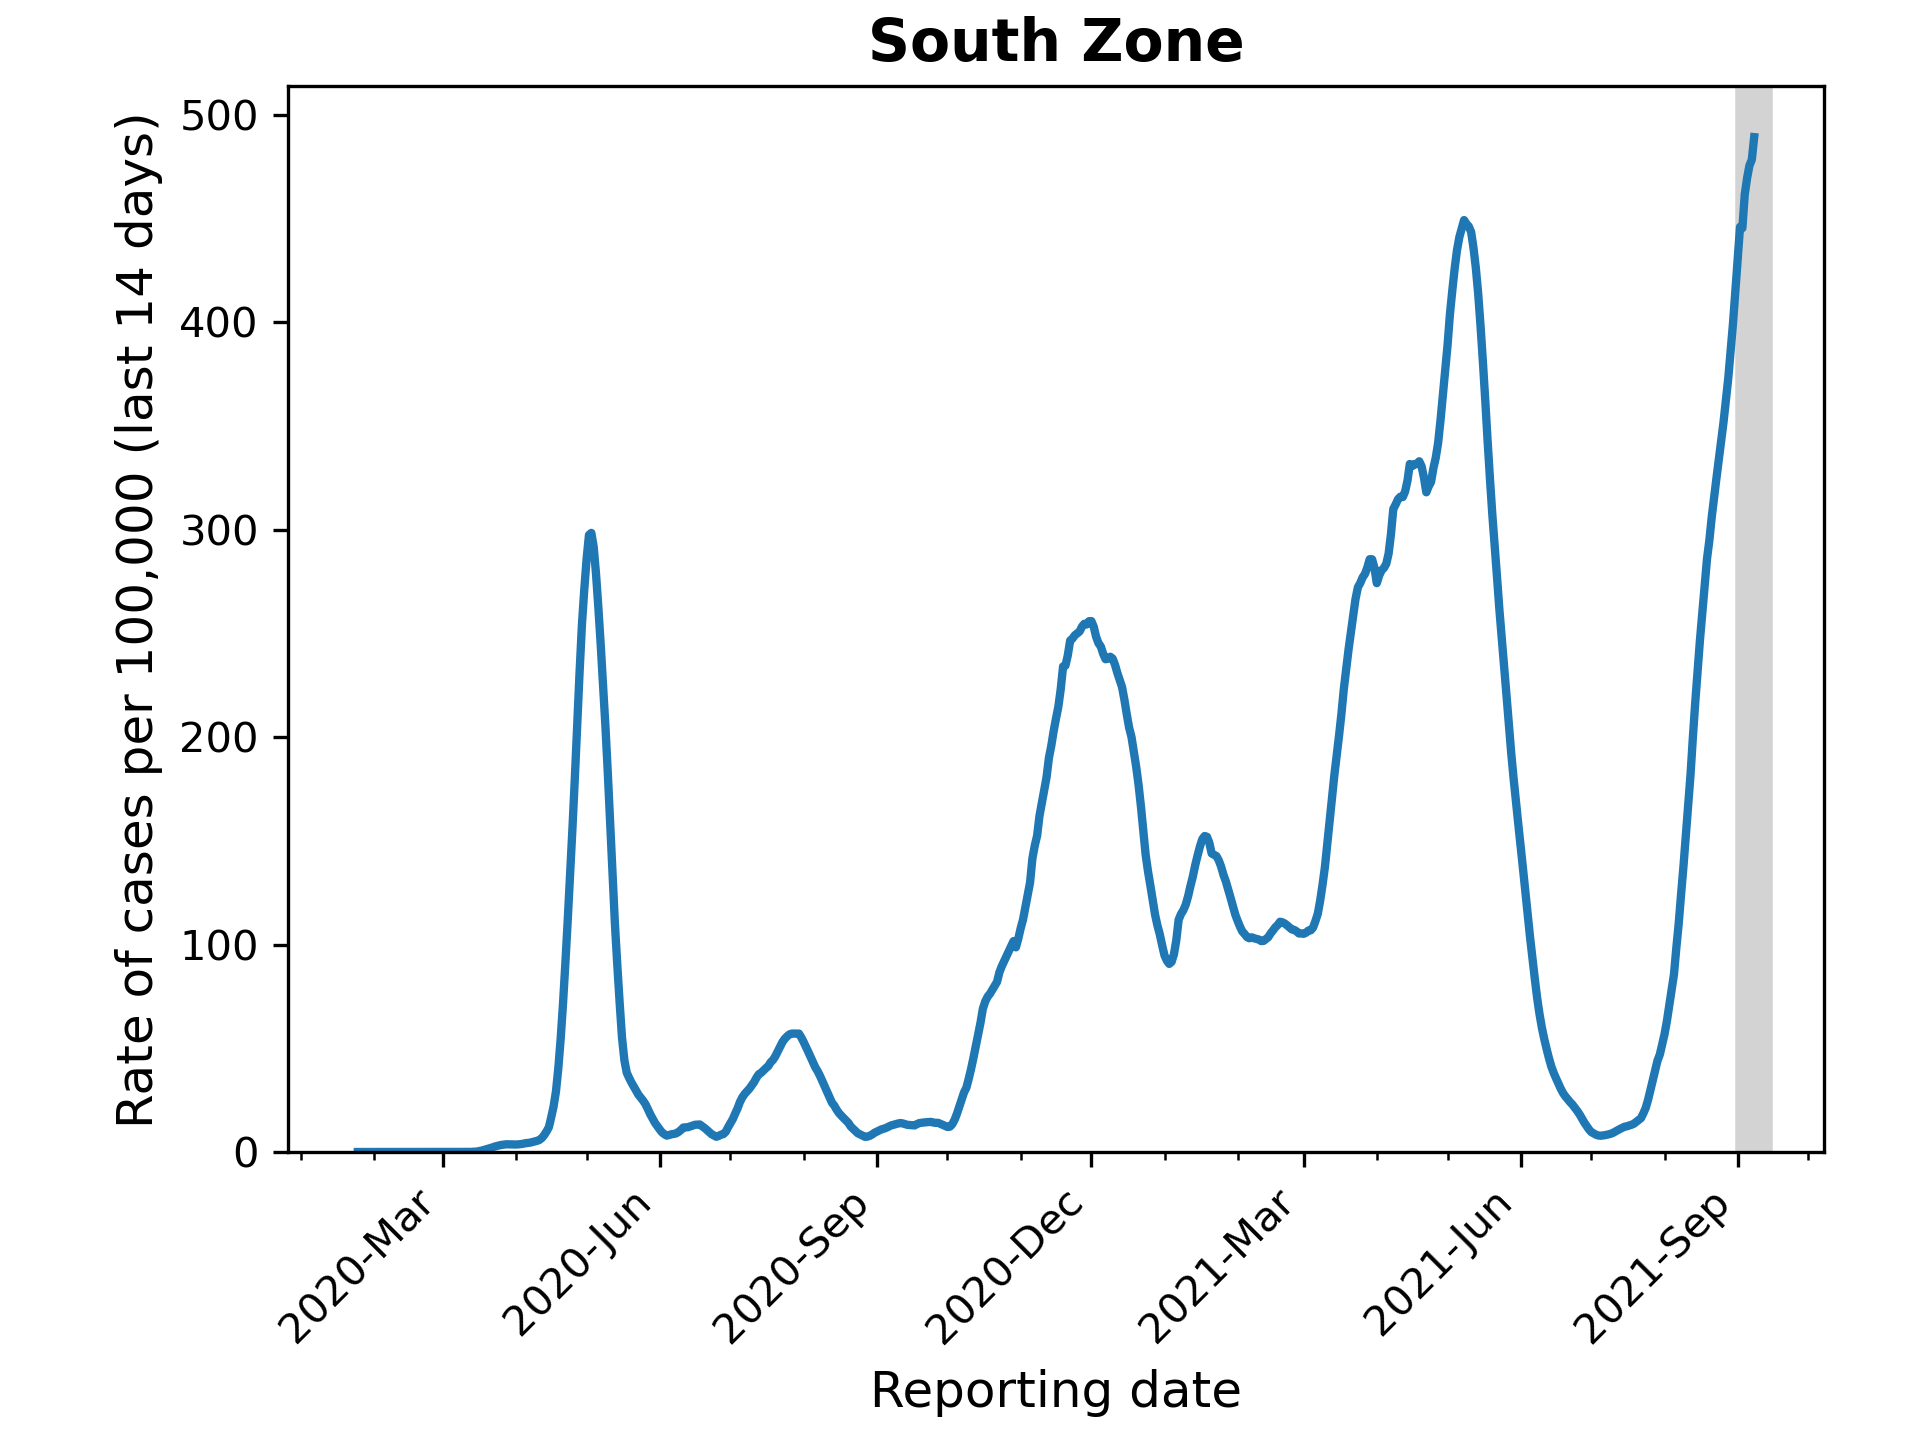 South Zone
Rate of cases per 100,000 (last 14 days)
500
400
300
200
100
0
2020-Mar
2020-Jun
2020-Sep
2020-Dec
2021-Mar
2021-Jun
2021-Sep
Reporting date